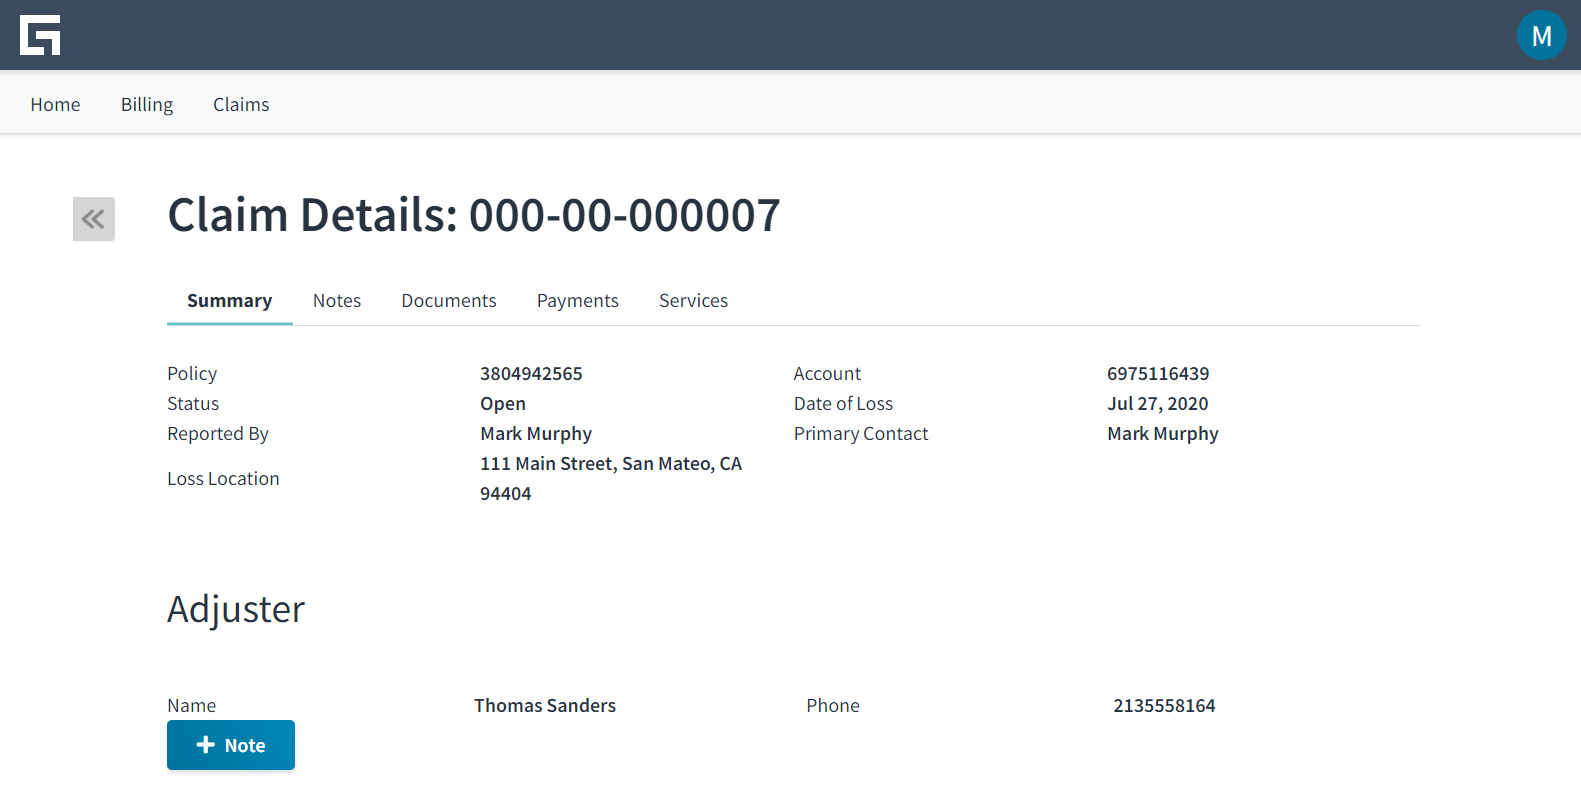 M
Home Billing Claims
Claim Details: 000-00-000007
Summary Notes Documents Payments Services
Policy 3804942565 Account 6975116439
Status Open Date of Loss Jul 27, 2020
Reported By Mark Murphy Primary Contact Mark Murphy
Loss Location 111 Main Street, San Mateo, CA
94404
Adjuster
Name Thomas Sanders Phone 2135558164
+ Note